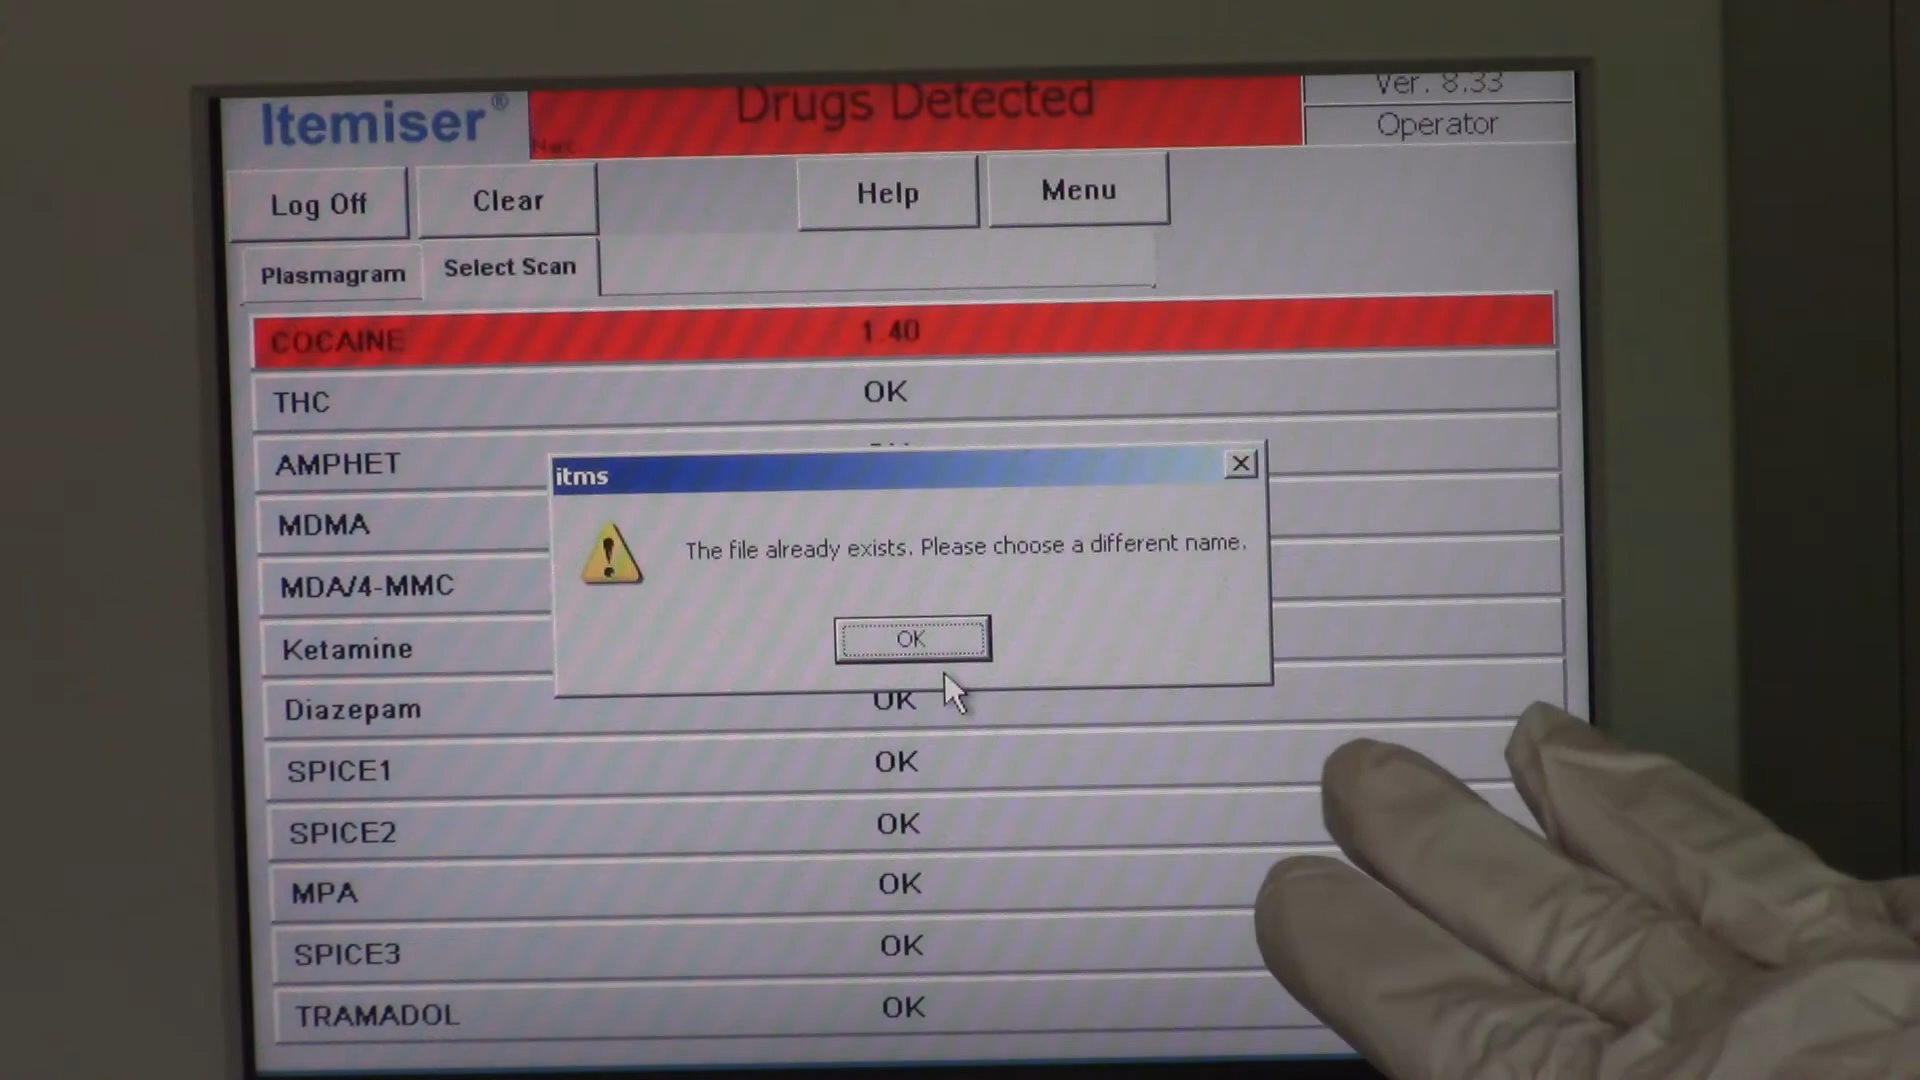 Itemiser®
Drugs Detected
Ver. 8.33
Operator
Log Off
Clear
Help
Menu
Plasmagram
Select Scan
COCAINE 1.40
THC OK
AMPHET
MDMA
MDA/4-MMC
Ketamine
itms
The file already exists. Please choose a different name.
OK
Diazepam OK
SPICE1 OK
SPICE2 OK
MPA OK
SPICE3 OK
TRAMADOL OK